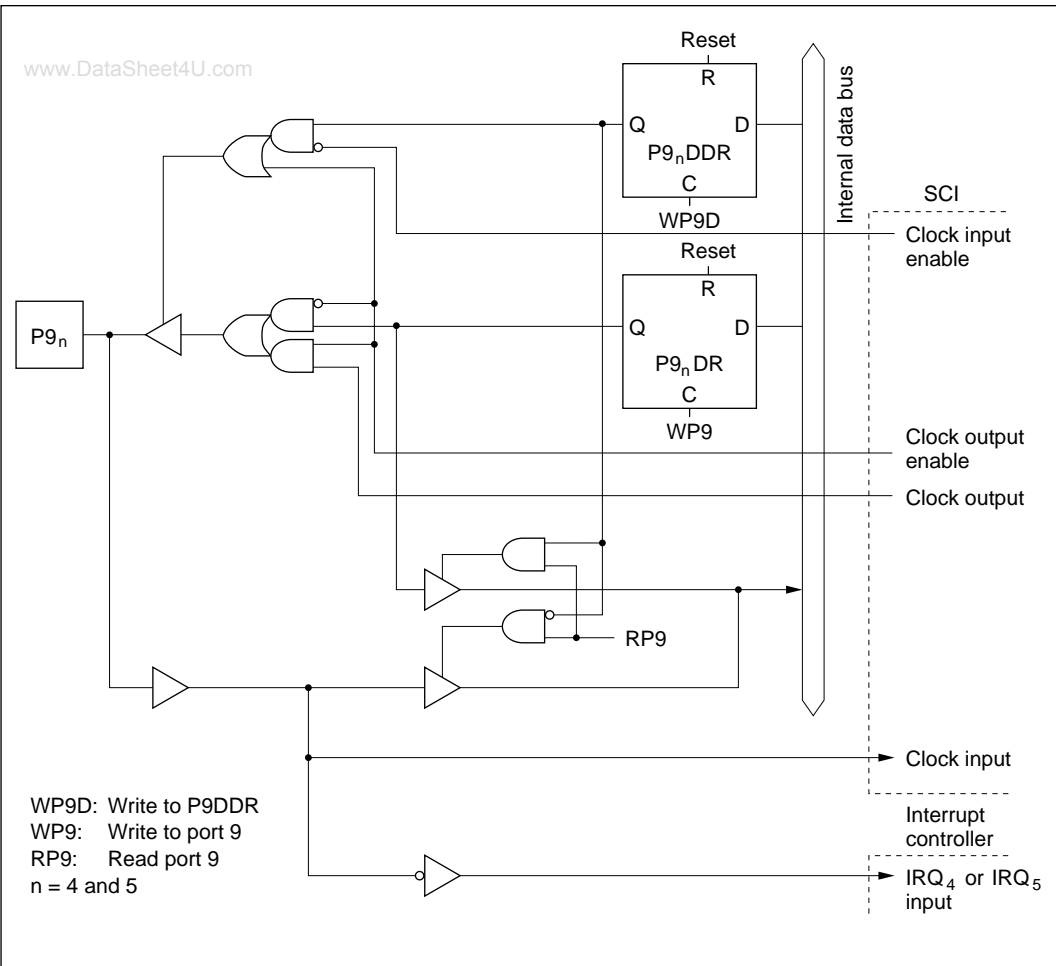 www.DataSheet4U.com
Reset
R
Q
D
P9nDDR
C
WP9D
Internal data bus
SCI
Clock input
enable
Reset
R
Q
D
P9nDR
C
WP9
P9n
Clock output
enable
Clock output
RP9
Clock input
WP9D: Write to P9DDR
WP9: Write to port 9
RP9: Read port 9
n = 4 and 5
Interrupt
controller
IRQ4 or IRQ5
input